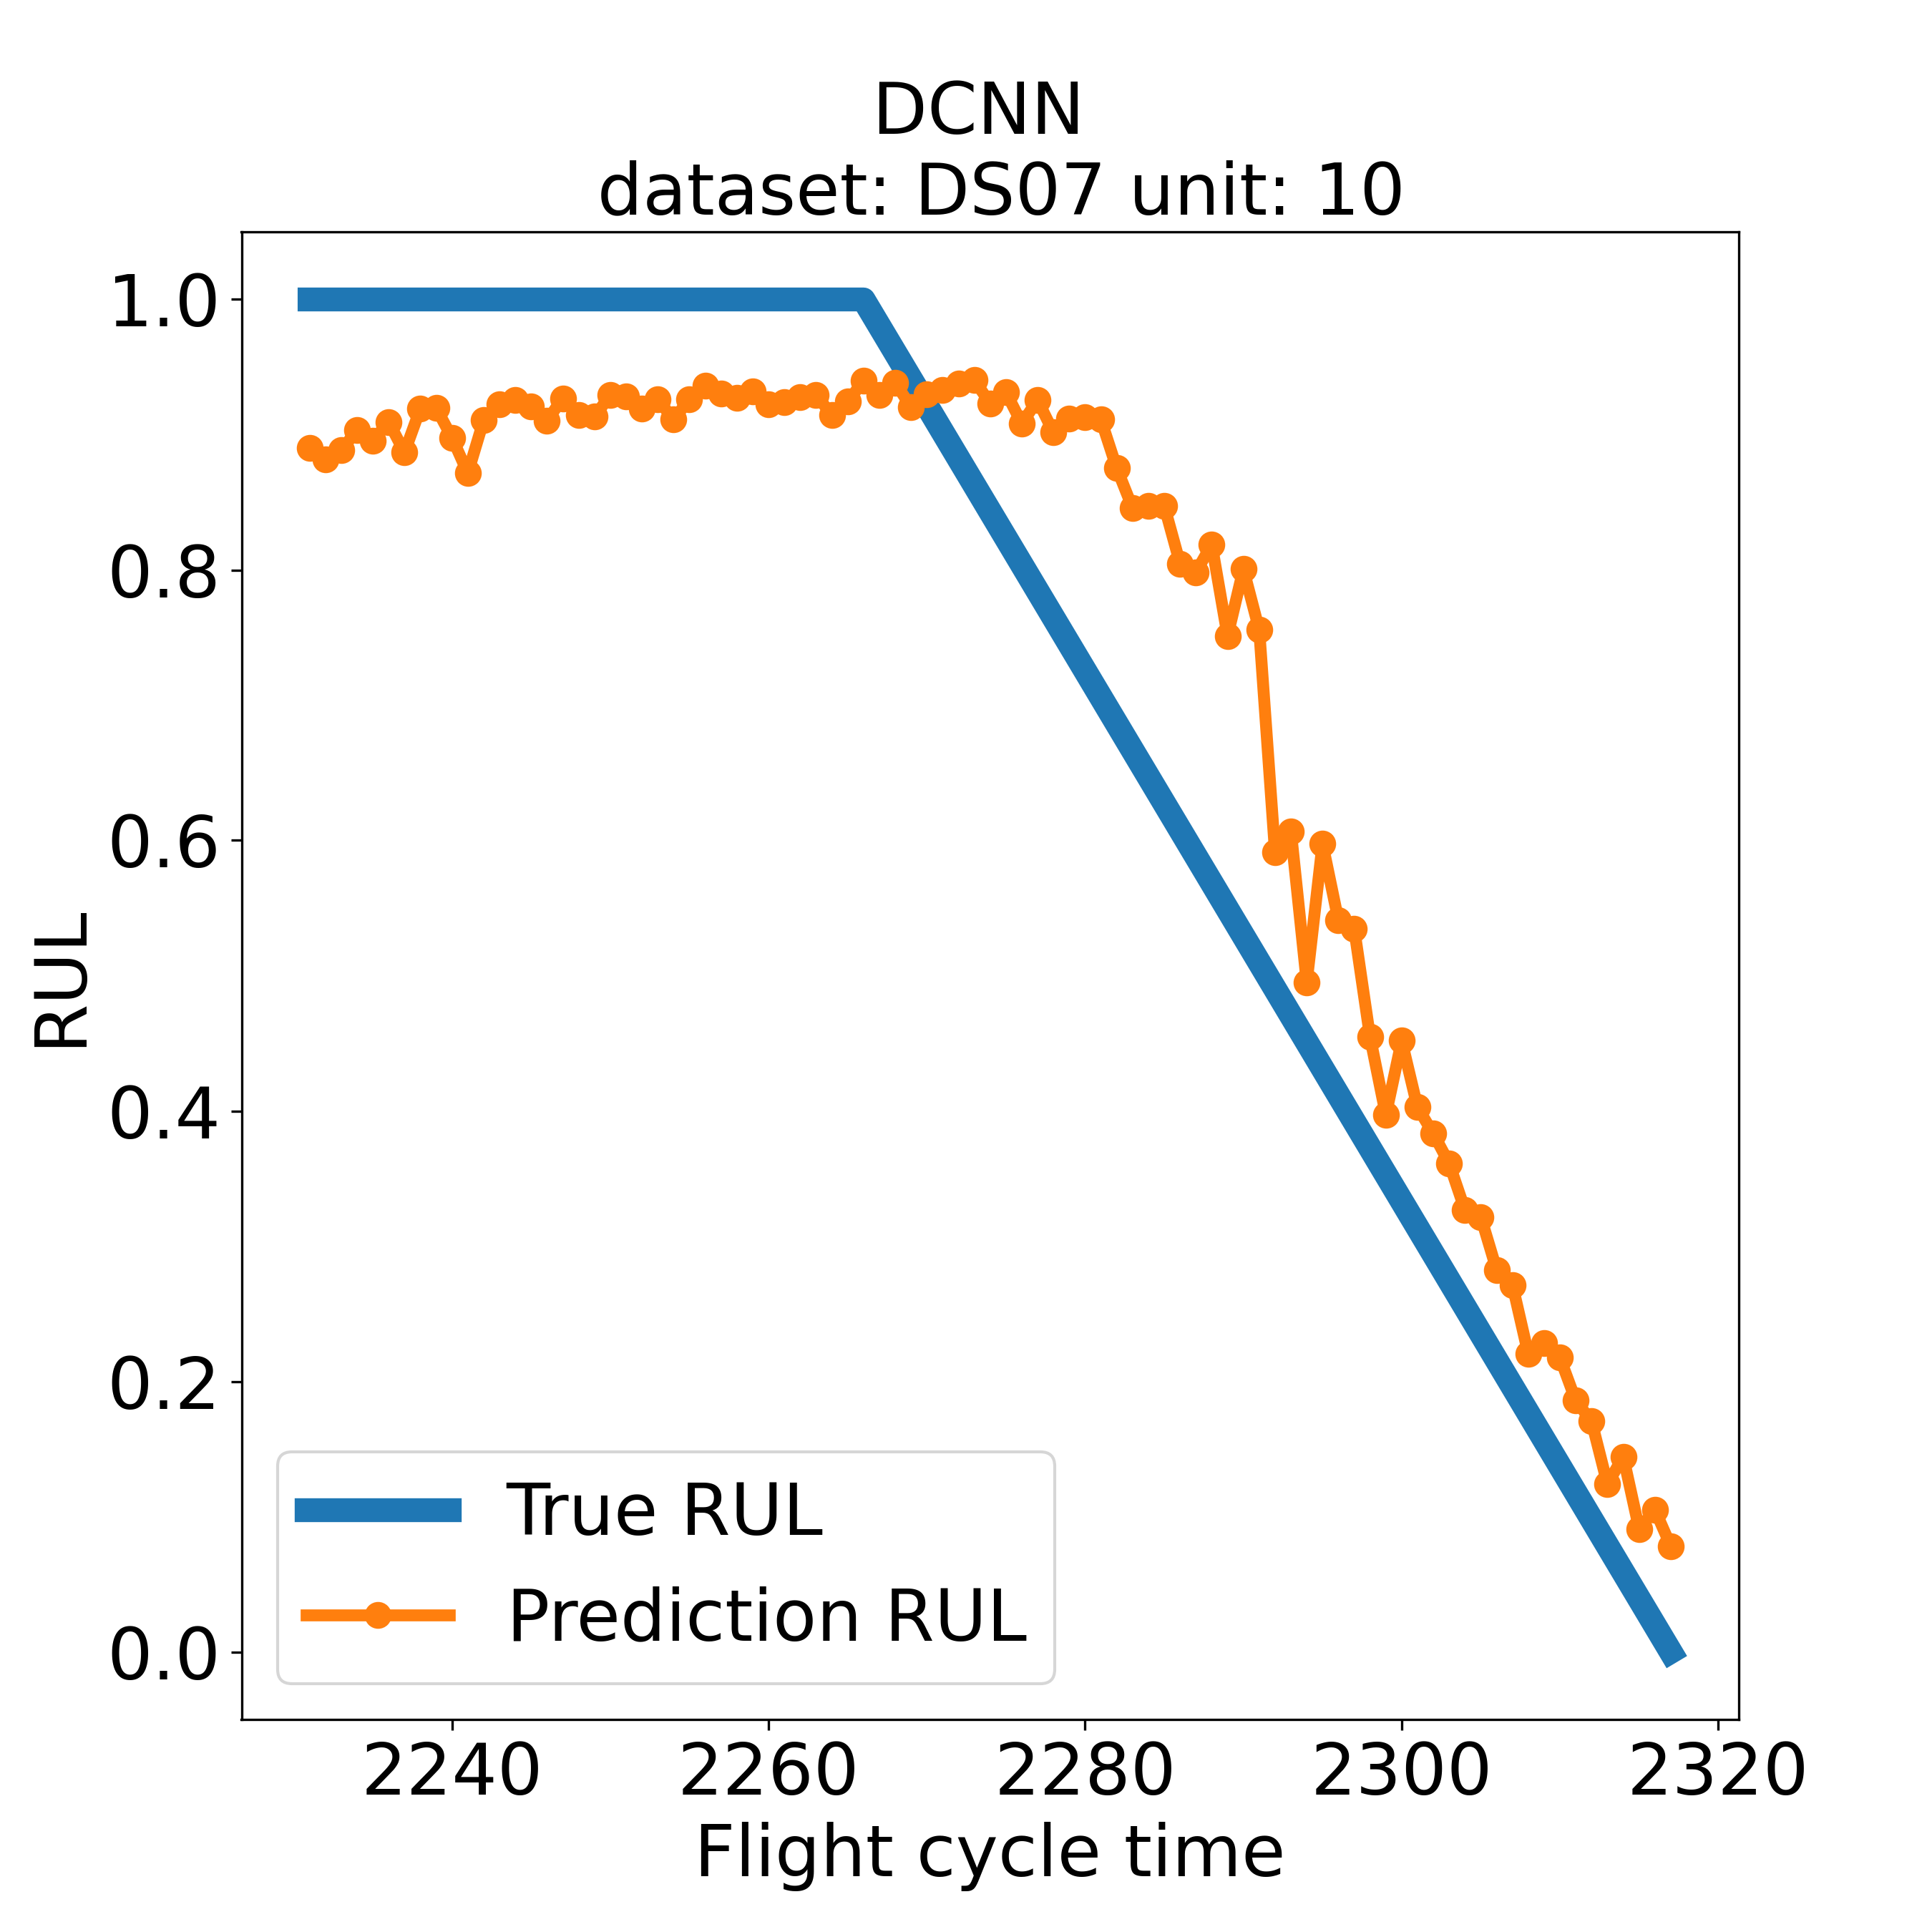 DCNN
dataset: DS07 unit: 10
1.0
0.8
0.6
0.4
0.2
0.0
RUL
True RUL
Prediction RUL
2240 2260 2280 2300 2320
Flight cycle time